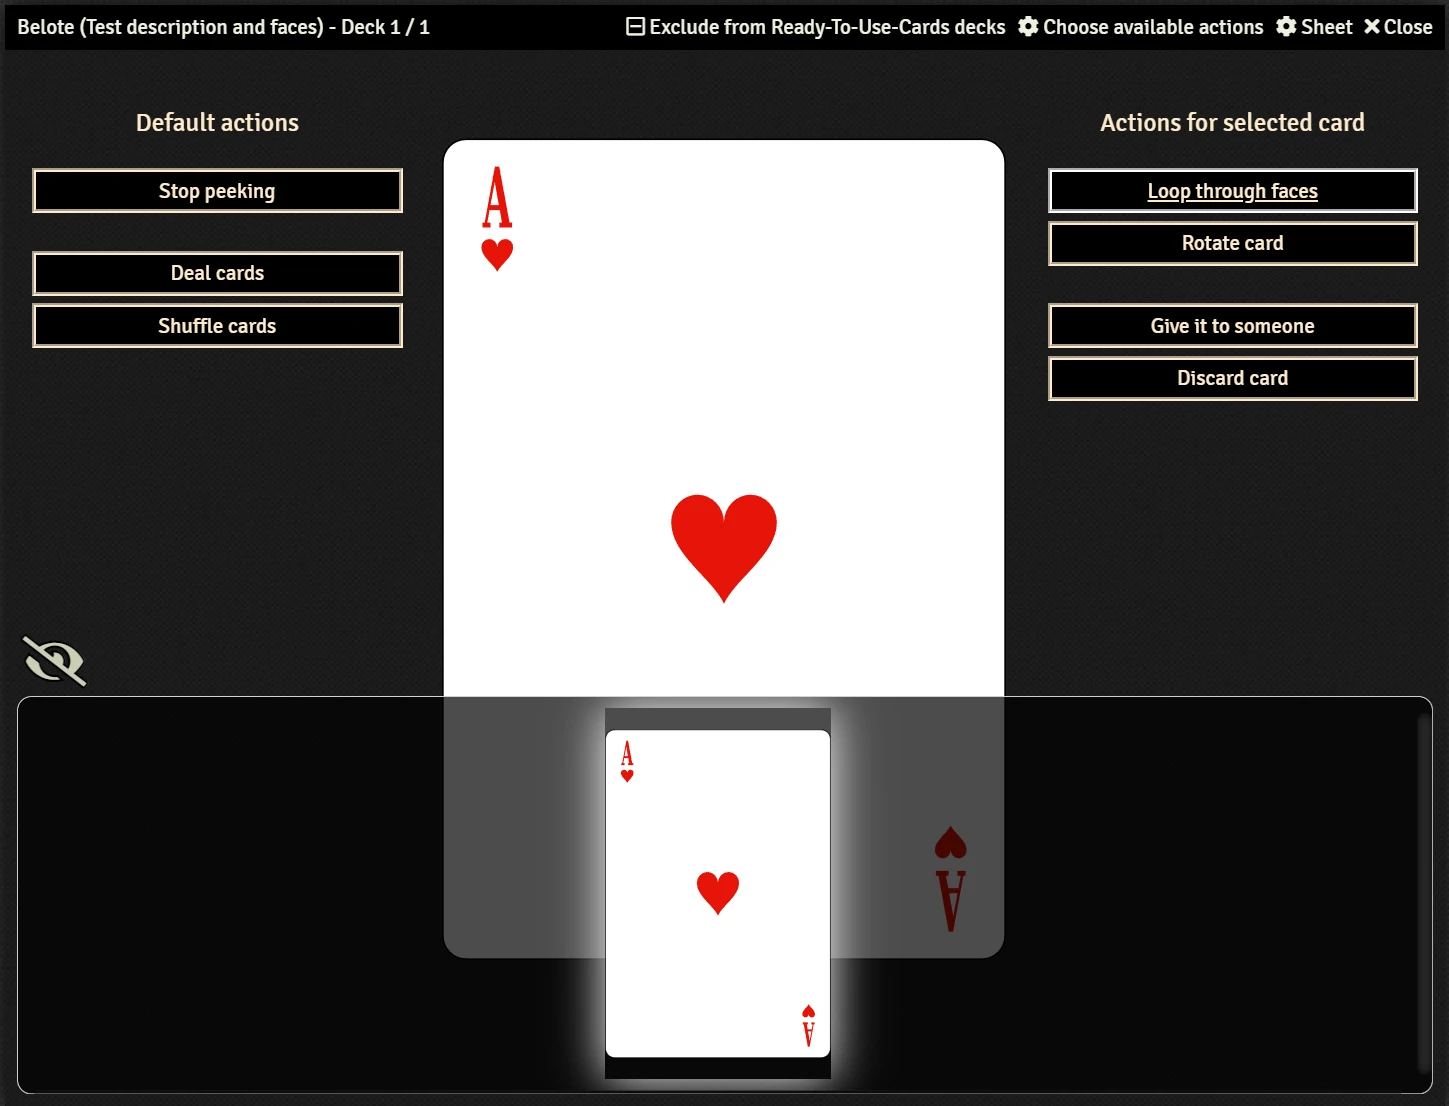 Belote (Test description and faces) - Deck 1 / 1
Exclude from Ready-To-Use-Cards decks
Choose available actions
Sheet
Close
Default actions
Stop peeking
Deal cards
Shuffle cards
Actions for selected card
Loop through faces
Rotate card
Give it to someone
Discard card
A
A
A
A